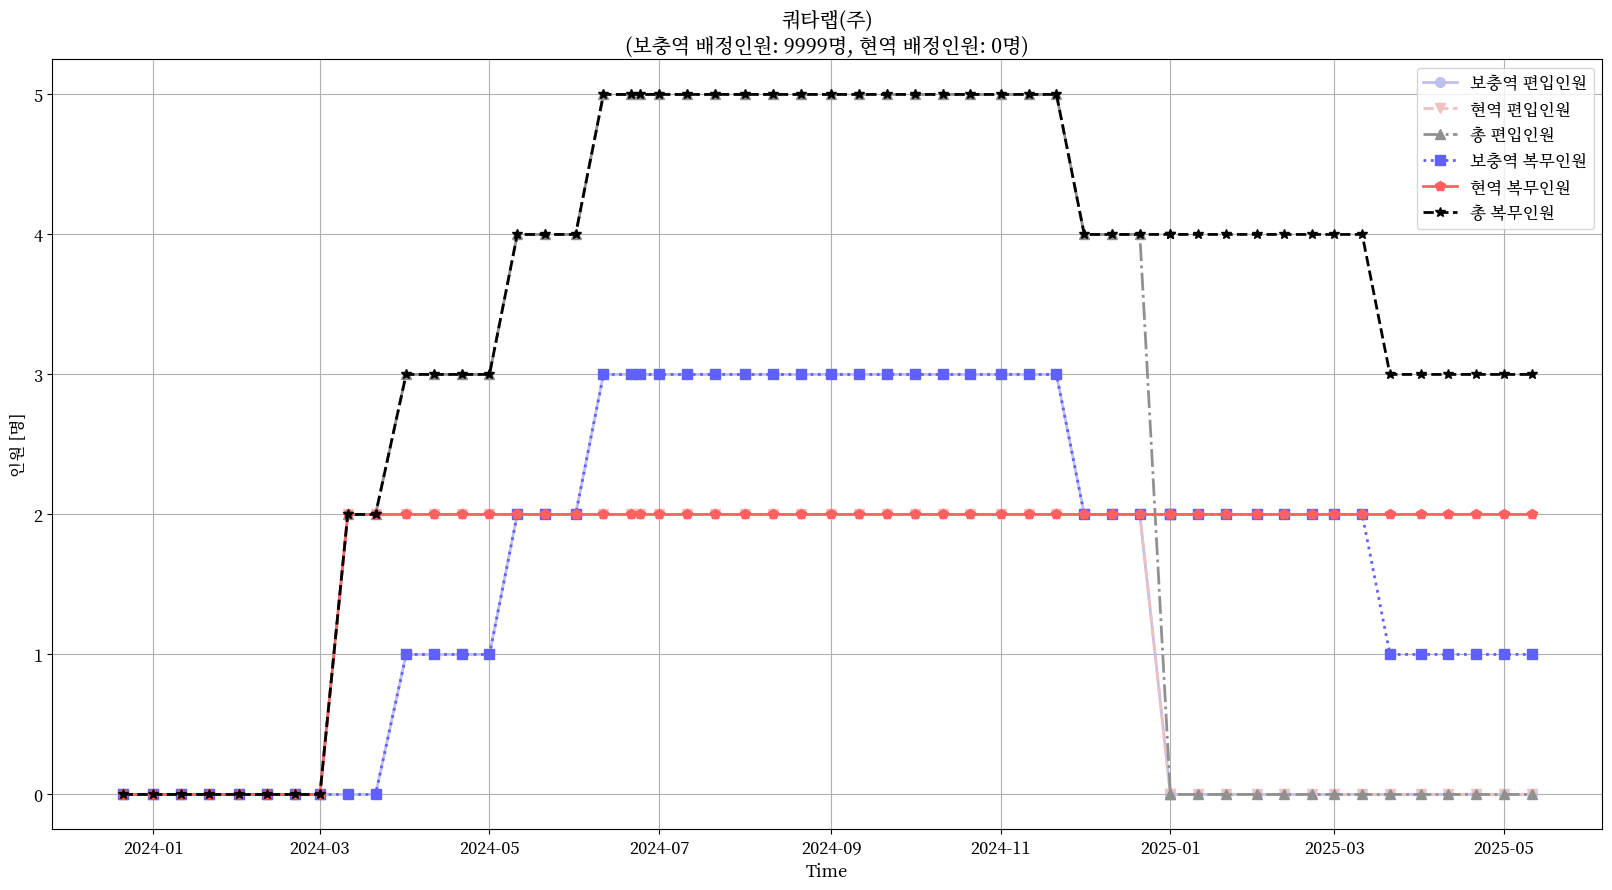 쿼타랩(주)
(보충역 배정인원: 9999명, 현역 배정인원: 0명)
인원 [명]
5
4
3
2
1
0
보충역 편입인원
현역 편입인원
총 편입인원
보충역 복무인원
현역 복무인원
총 복무인원
2024-01
2024-03
2024-05
2024-07
2024-09
2024-11
2025-01
2025-03
2025-05
Time